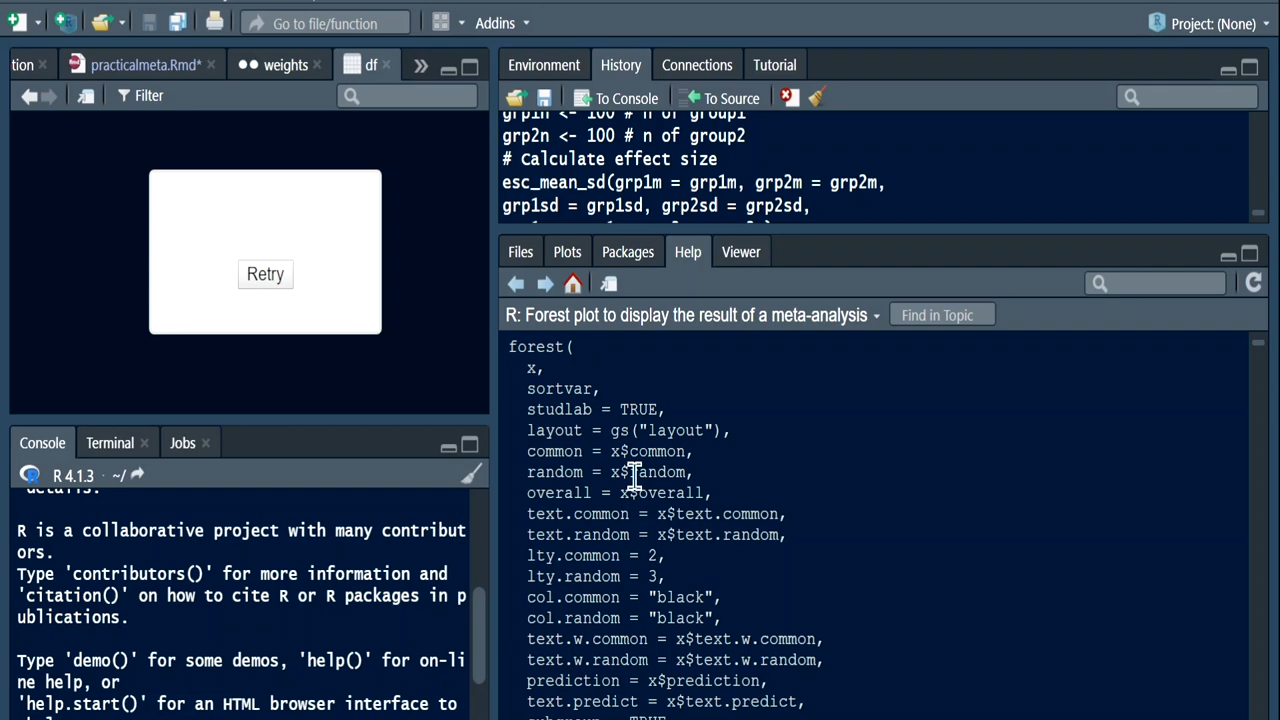 Go to file/function
Addins
Project: (None)
tion
practicalmeta.Rmd*
weights
df
Filter
Retry
Environment
History
Connections
Tutorial
To Console
To Source
grp1n <- 100 # n of group1
grp2n <- 100 # n of group2
# Calculate effect size
esc_mean_sd(grp1m = grp1m, grp2m = grp2m,
grp1sd = grp1sd, grp2sd = grp2sd,
Files
Plots
Packages
Help
Viewer
R: Forest plot to display the result of a meta-analysis
Find in Topic
forest(
x,
sortvar,
studlab = TRUE,
layout = gs("layout"),
common = x$common,
random = x$random,
overall = x$overall,
text.common = x$text.common,
text.random = x$text.random,
lty.common = 2,
lty.random = 3,
col.common = "black",
col.random = "black",
text.w.common = x$text.w.common,
text.w.random = x$text.w.random,
prediction = x$prediction,
text.predict = x$text.predict,
subgroup = TRUE
Console
Terminal
Jobs
R 4.1.3 · ~/
details.
R is a collaborative project with many contribut
ors.
Type 'contributors()' for more information and
'citation()' on how to cite R or R packages in p
ublications.
Type 'demo()' for some demos, 'help()' for on-li
ne help, or
'help.start()' for an HTML browser interface to